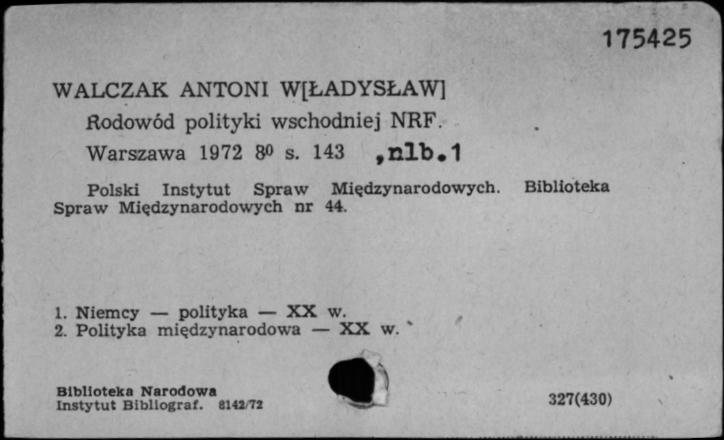 175425
WALCZAK ANTONI W[ŁADYSŁAW]
Rodowód polityki wschodniej NRF.
Warszawa 1972 8⁰ s. 143 ,nlb.1
Polski Instytut Spraw Międzynarodowych. Biblioteka
Spraw Międzynarodowych nr 44.
1. Niemcy — polityka — XX w.
2. Polityka międzynarodowa — XX w.
Biblioteka Narodowa
Instytut Bibliograf. 8142/72
327(430)